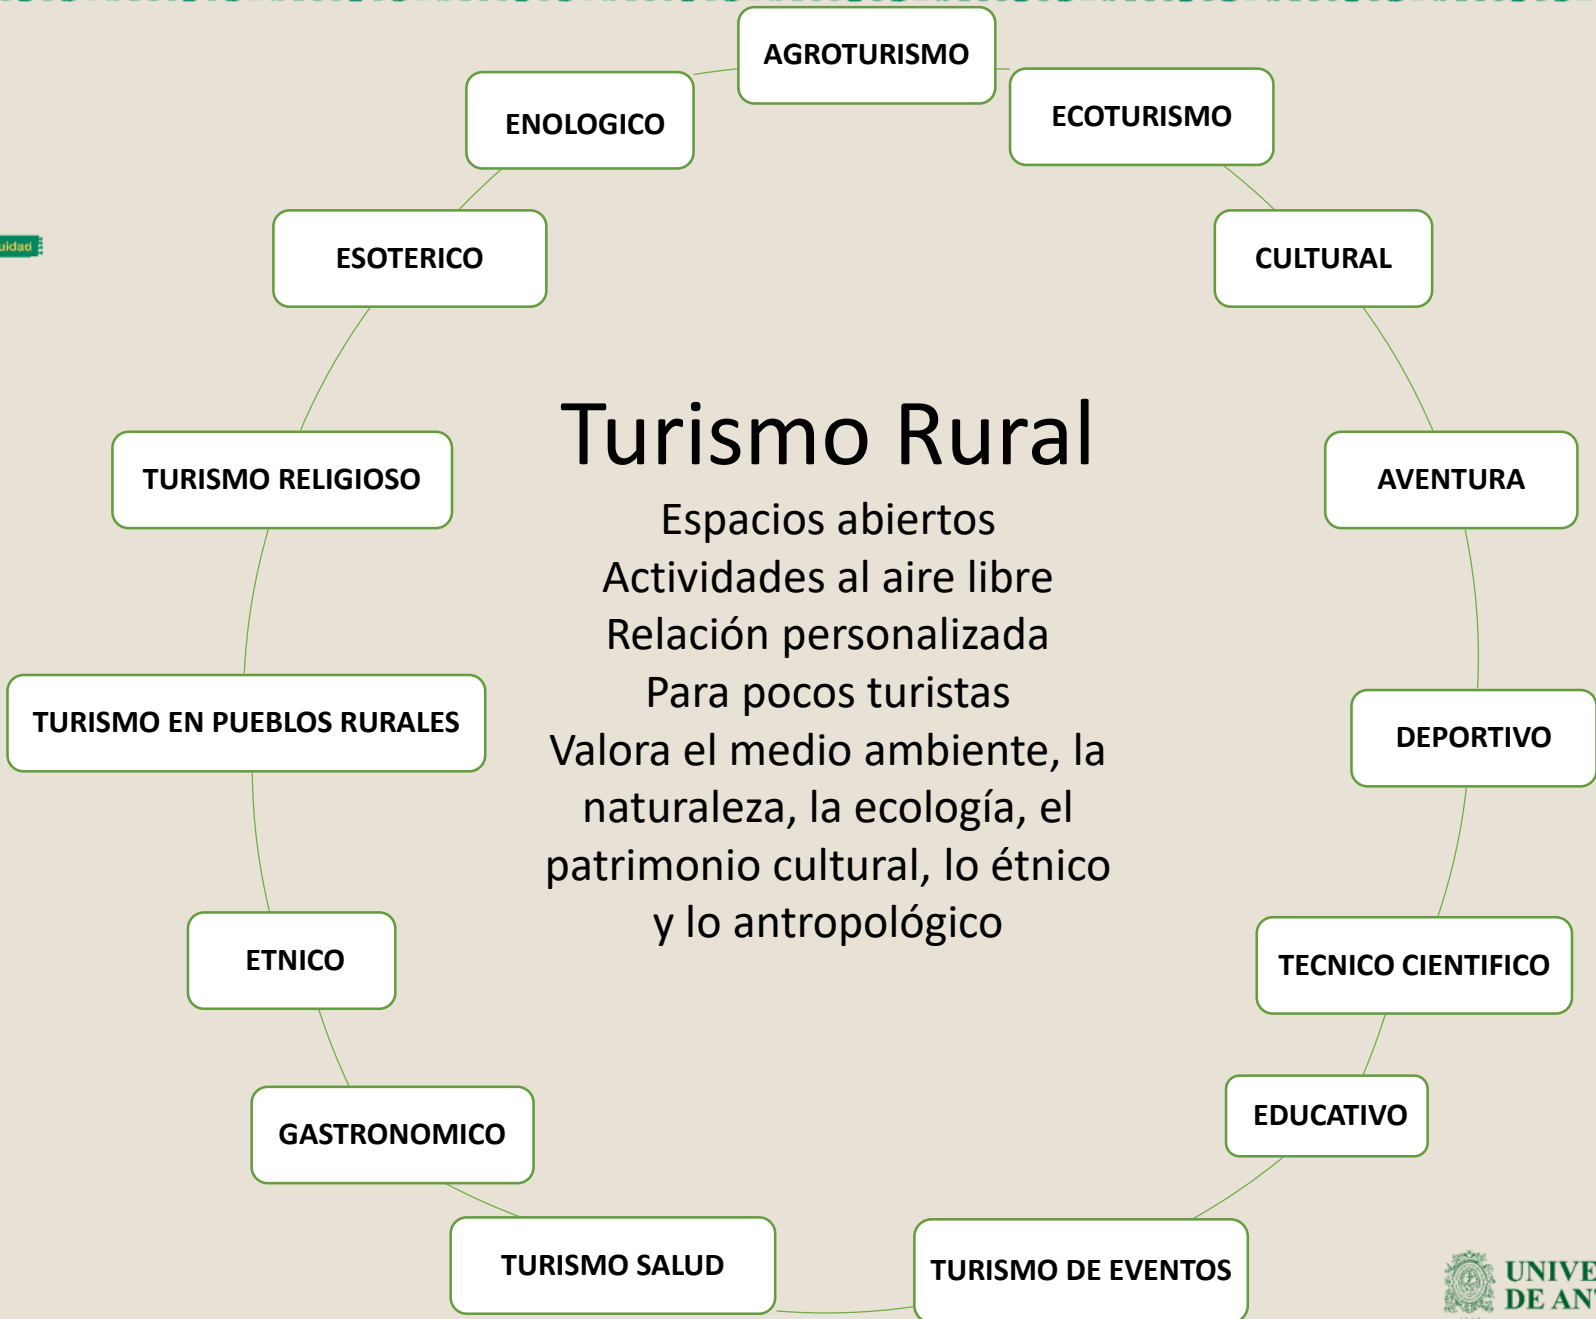 AGROTURISMO
ECOTURISMO
CULTURAL
AVENTURA
DEPORTIVO
TECNICO CIENTIFICO
EDUCATIVO
TURISMO DE EVENTOS
TURISMO SALUD
GASTRONOMICO
ETNICO
TURISMO EN PUEBLOS RURALES
TURISMO RELIGIOSO
ESOTERICO
ENOLOGICO
Turismo Rural
Espacios abiertos
Actividades al aire libre
Relación personalizada
Para pocos turistas
Valora el medio ambiente, la
naturaleza, la ecología, el
patrimonio cultural, lo étnico
y lo antropológico
DE